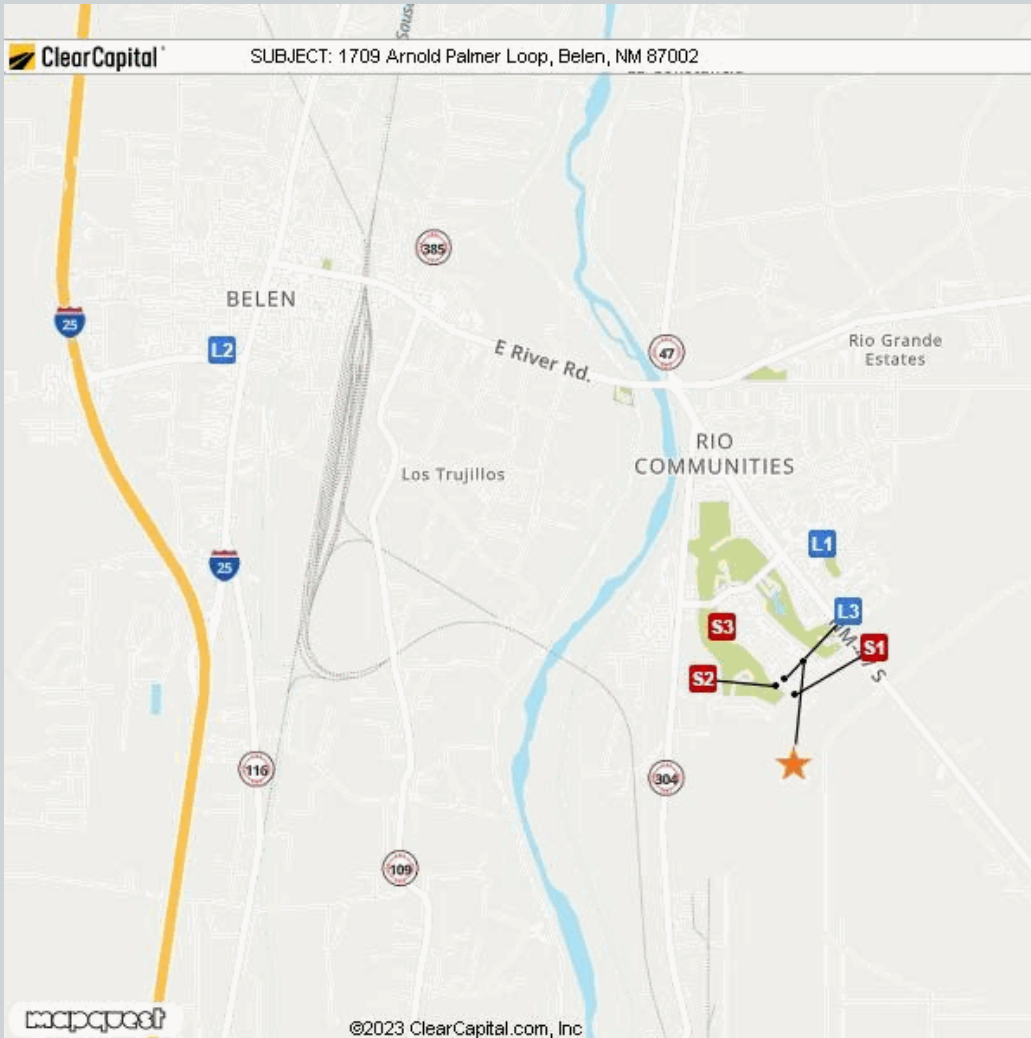 ClearCapital
SUBJECT: 1709 Arnold Palmer Loop, Belen, NM 87002
385
BELEN
25
L2
47
E River Rd.
Rio Grande
Estates
RIO
COMMUNITIES
Los Trujillos
L1
25
L3
S3
S1
S2
116
304
109
mapquest
©2023 ClearCapital.com, Inc